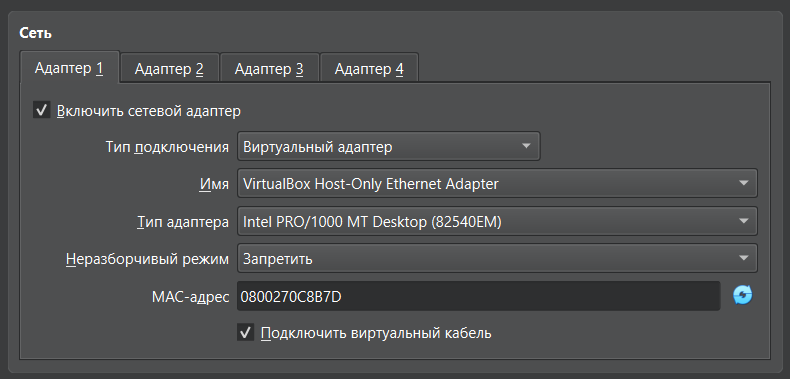 Сеть
Адаптер 1 Адаптер 2 Адаптер 3 Адаптер 4
Включить сетевой адаптер
Тип подключения Виртуальный адаптер
Имя VirtualBox Host-Only Ethernet Adapter
Тип адаптера Intel PRO/1000 MT Desktop (82540EM)
Неразборчивый режим Запретить
MAC-адрес 0800270C8B7D
Подключить виртуальный кабель